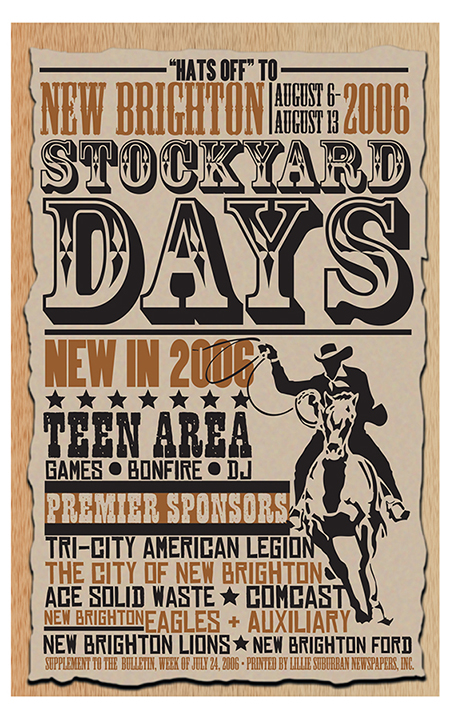 "HATS OFF" TO
NEW BRIGHTON AUGUST 6- 2006
AUGUST 13
STOCKYARD
DAYS
NEW IN 2006
TEEN AREA
GAMES • BONFIRE • DJ
PREMIER SPONSORS
TRI-CITY AMERICAN LEGION
THE CITY OF NEW BRIGHTON
ACE SOLID WASTE ★ COMCAST
NEW BRIGHTON EAGLES + AUXILIARY
NEW BRIGHTON LIONS ★ NEW BRIGHTON FORD
SUPPLEMENT TO THE BULLETIN, WEEK OF JULY 24, 2006 • PRINTED BY LILLIE SUBURBAN NEWSPAPERS, INC.